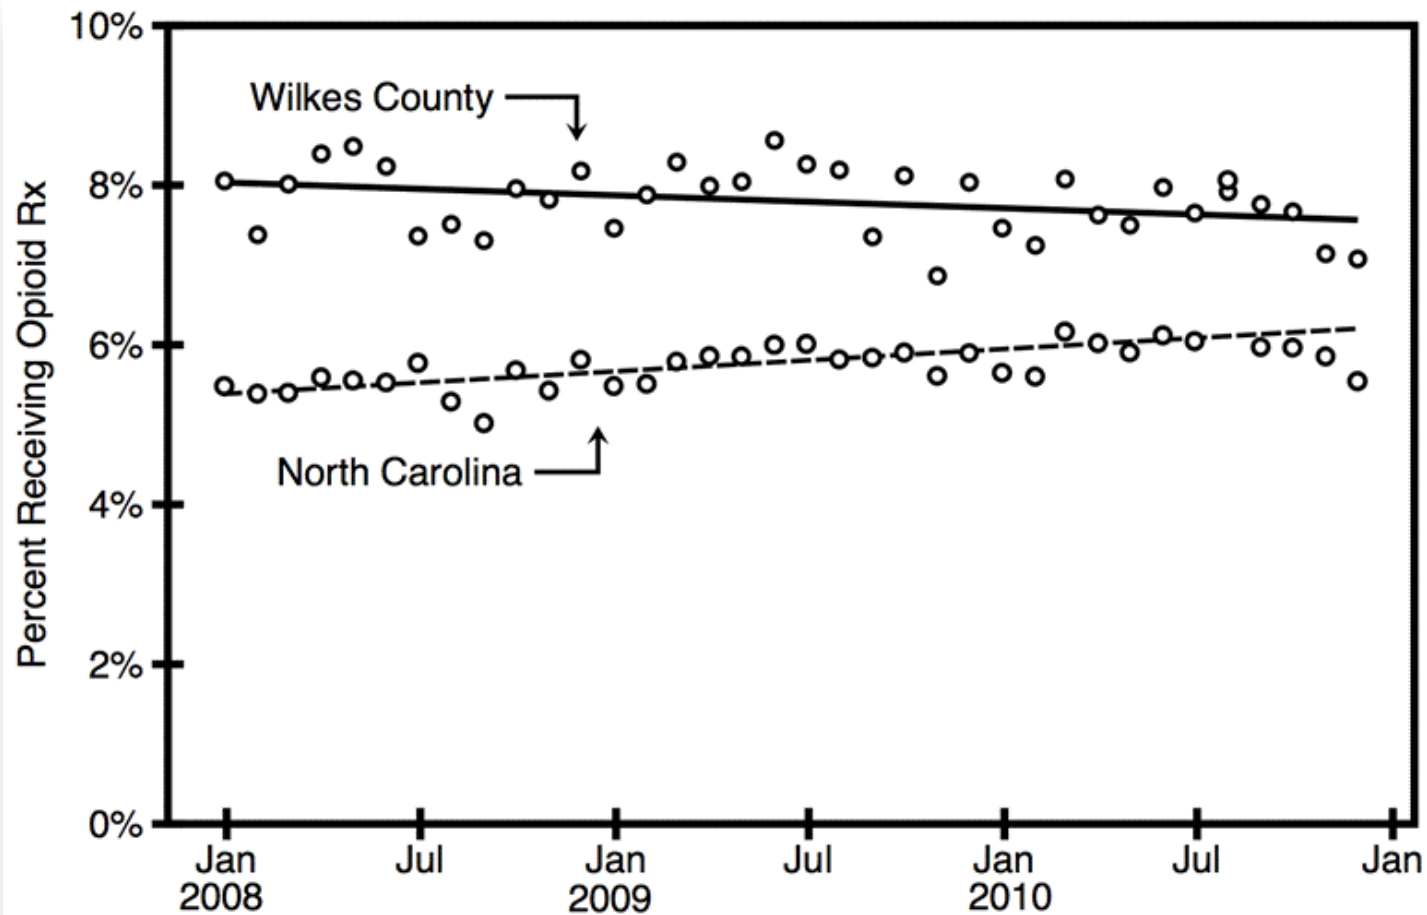 10%
Wilkes County
8%
6%
North Carolina
4%
2%
0%
Percent Receiving Opioid Rx
Jan Jul Jan Jul Jan Jul Jan
2008 2009 2010